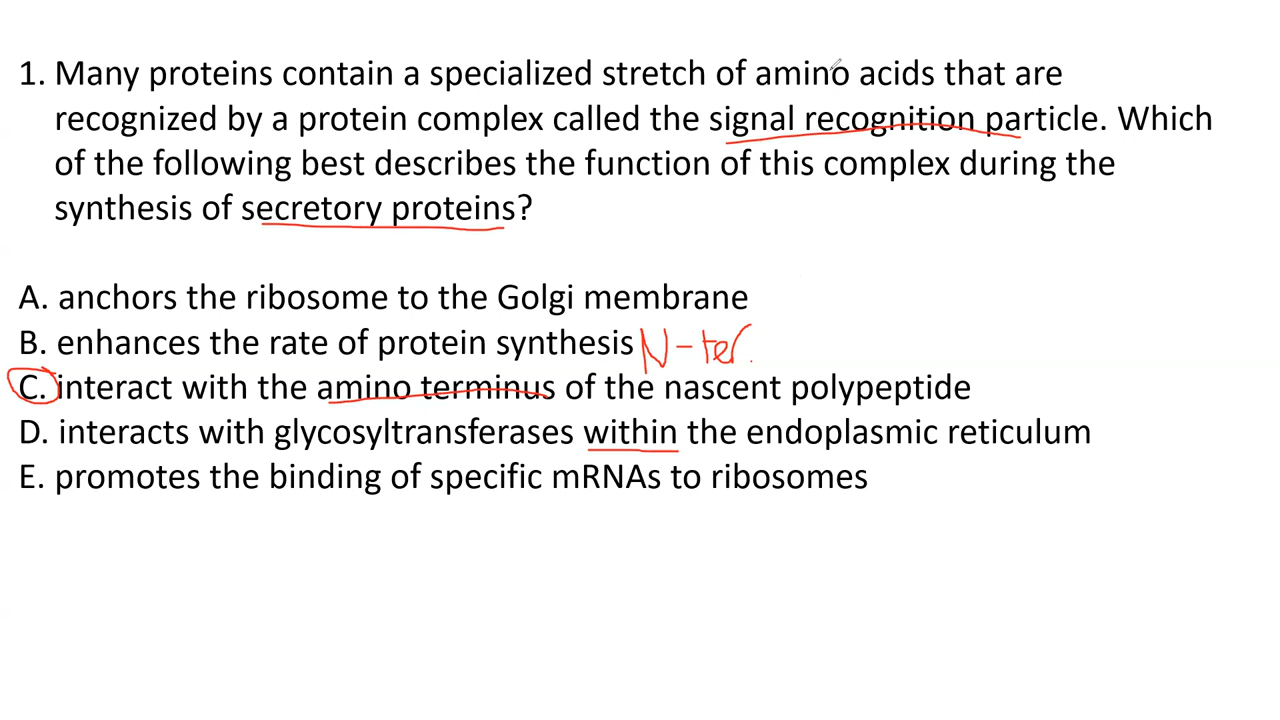 1. Many proteins contain a specialized stretch of amino acids that are
recognized by a protein complex called the signal recognition particle. Which
of the following best describes the function of this complex during the
synthesis of secretory proteins?
A. anchors the ribosome to the Golgi membrane
B. enhances the rate of protein synthesis N-ter.
C. interact with the amino terminus of the nascent polypeptide
D. interacts with glycosyltransferases within the endoplasmic reticulum
E. promotes the binding of specific mRNAs to ribosomes